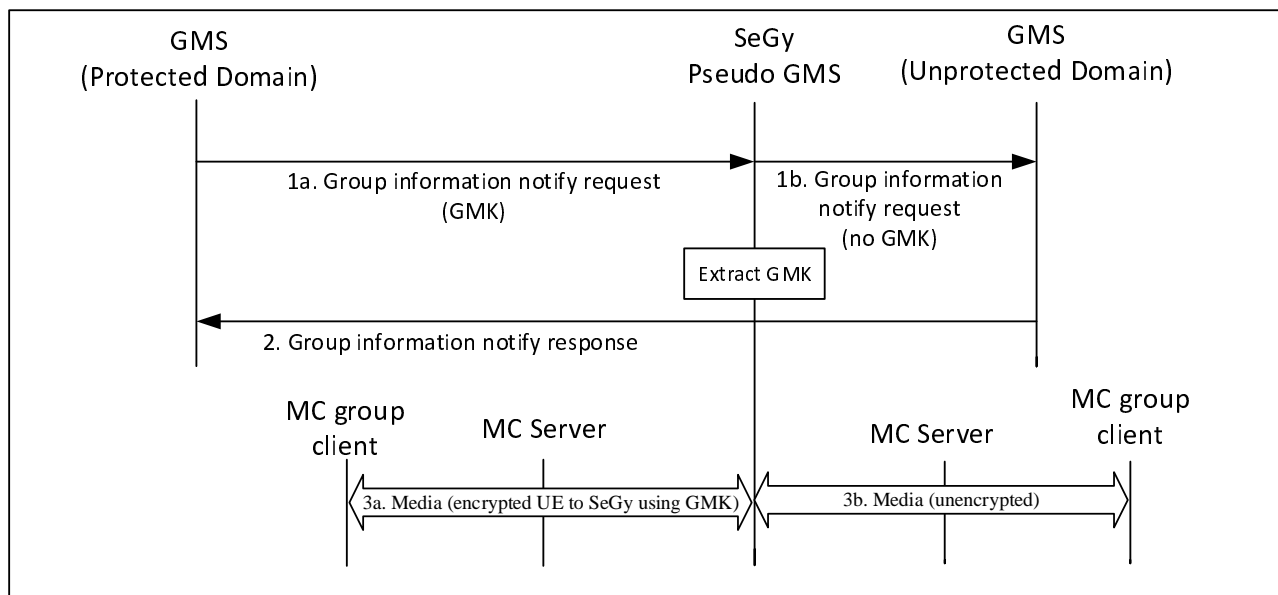 GMS
(Protected Domain)
SeGy
Pseudo GMS
GMS
(Unprotected Domain)
1a. Group information notify request
(GMK)
1b. Group information
notify request
(no GMK)
Extract GMK
2. Group information notify response
MC group
client
MC Server
MC Server
MC group
client
3a. Media (encrypted UE to SeGy using GMK)
3b. Media (unencrypted)